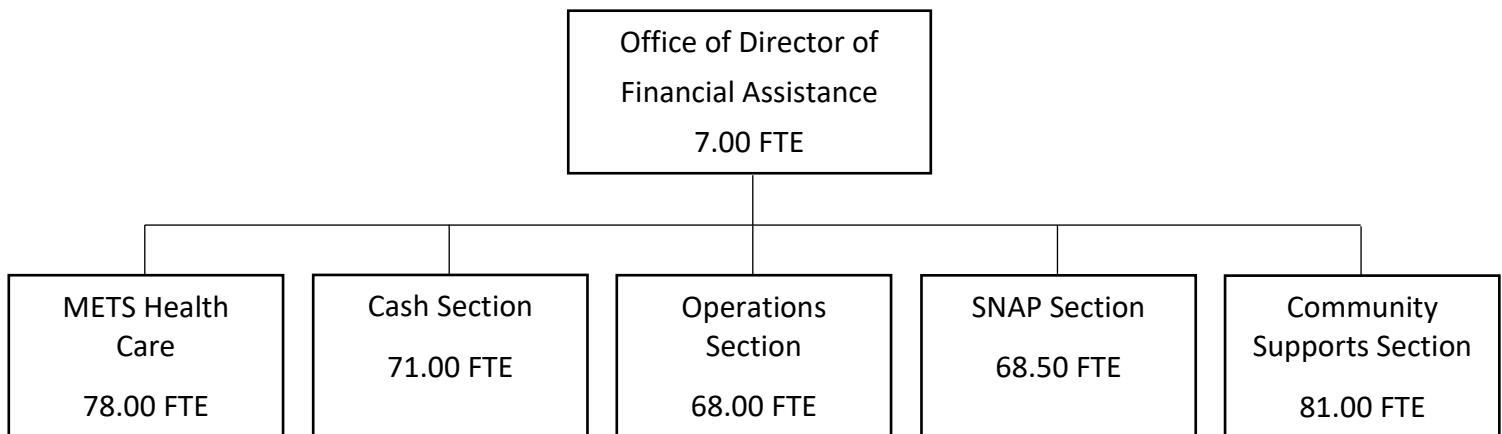 Office of Director of
Financial Assistance
7.00 FTE
METS Health
Care
78.00 FTE
Cash Section
71.00 FTE
Operations
Section
68.00 FTE
SNAP Section
68.50 FTE
Community
Supports Section
81.00 FTE